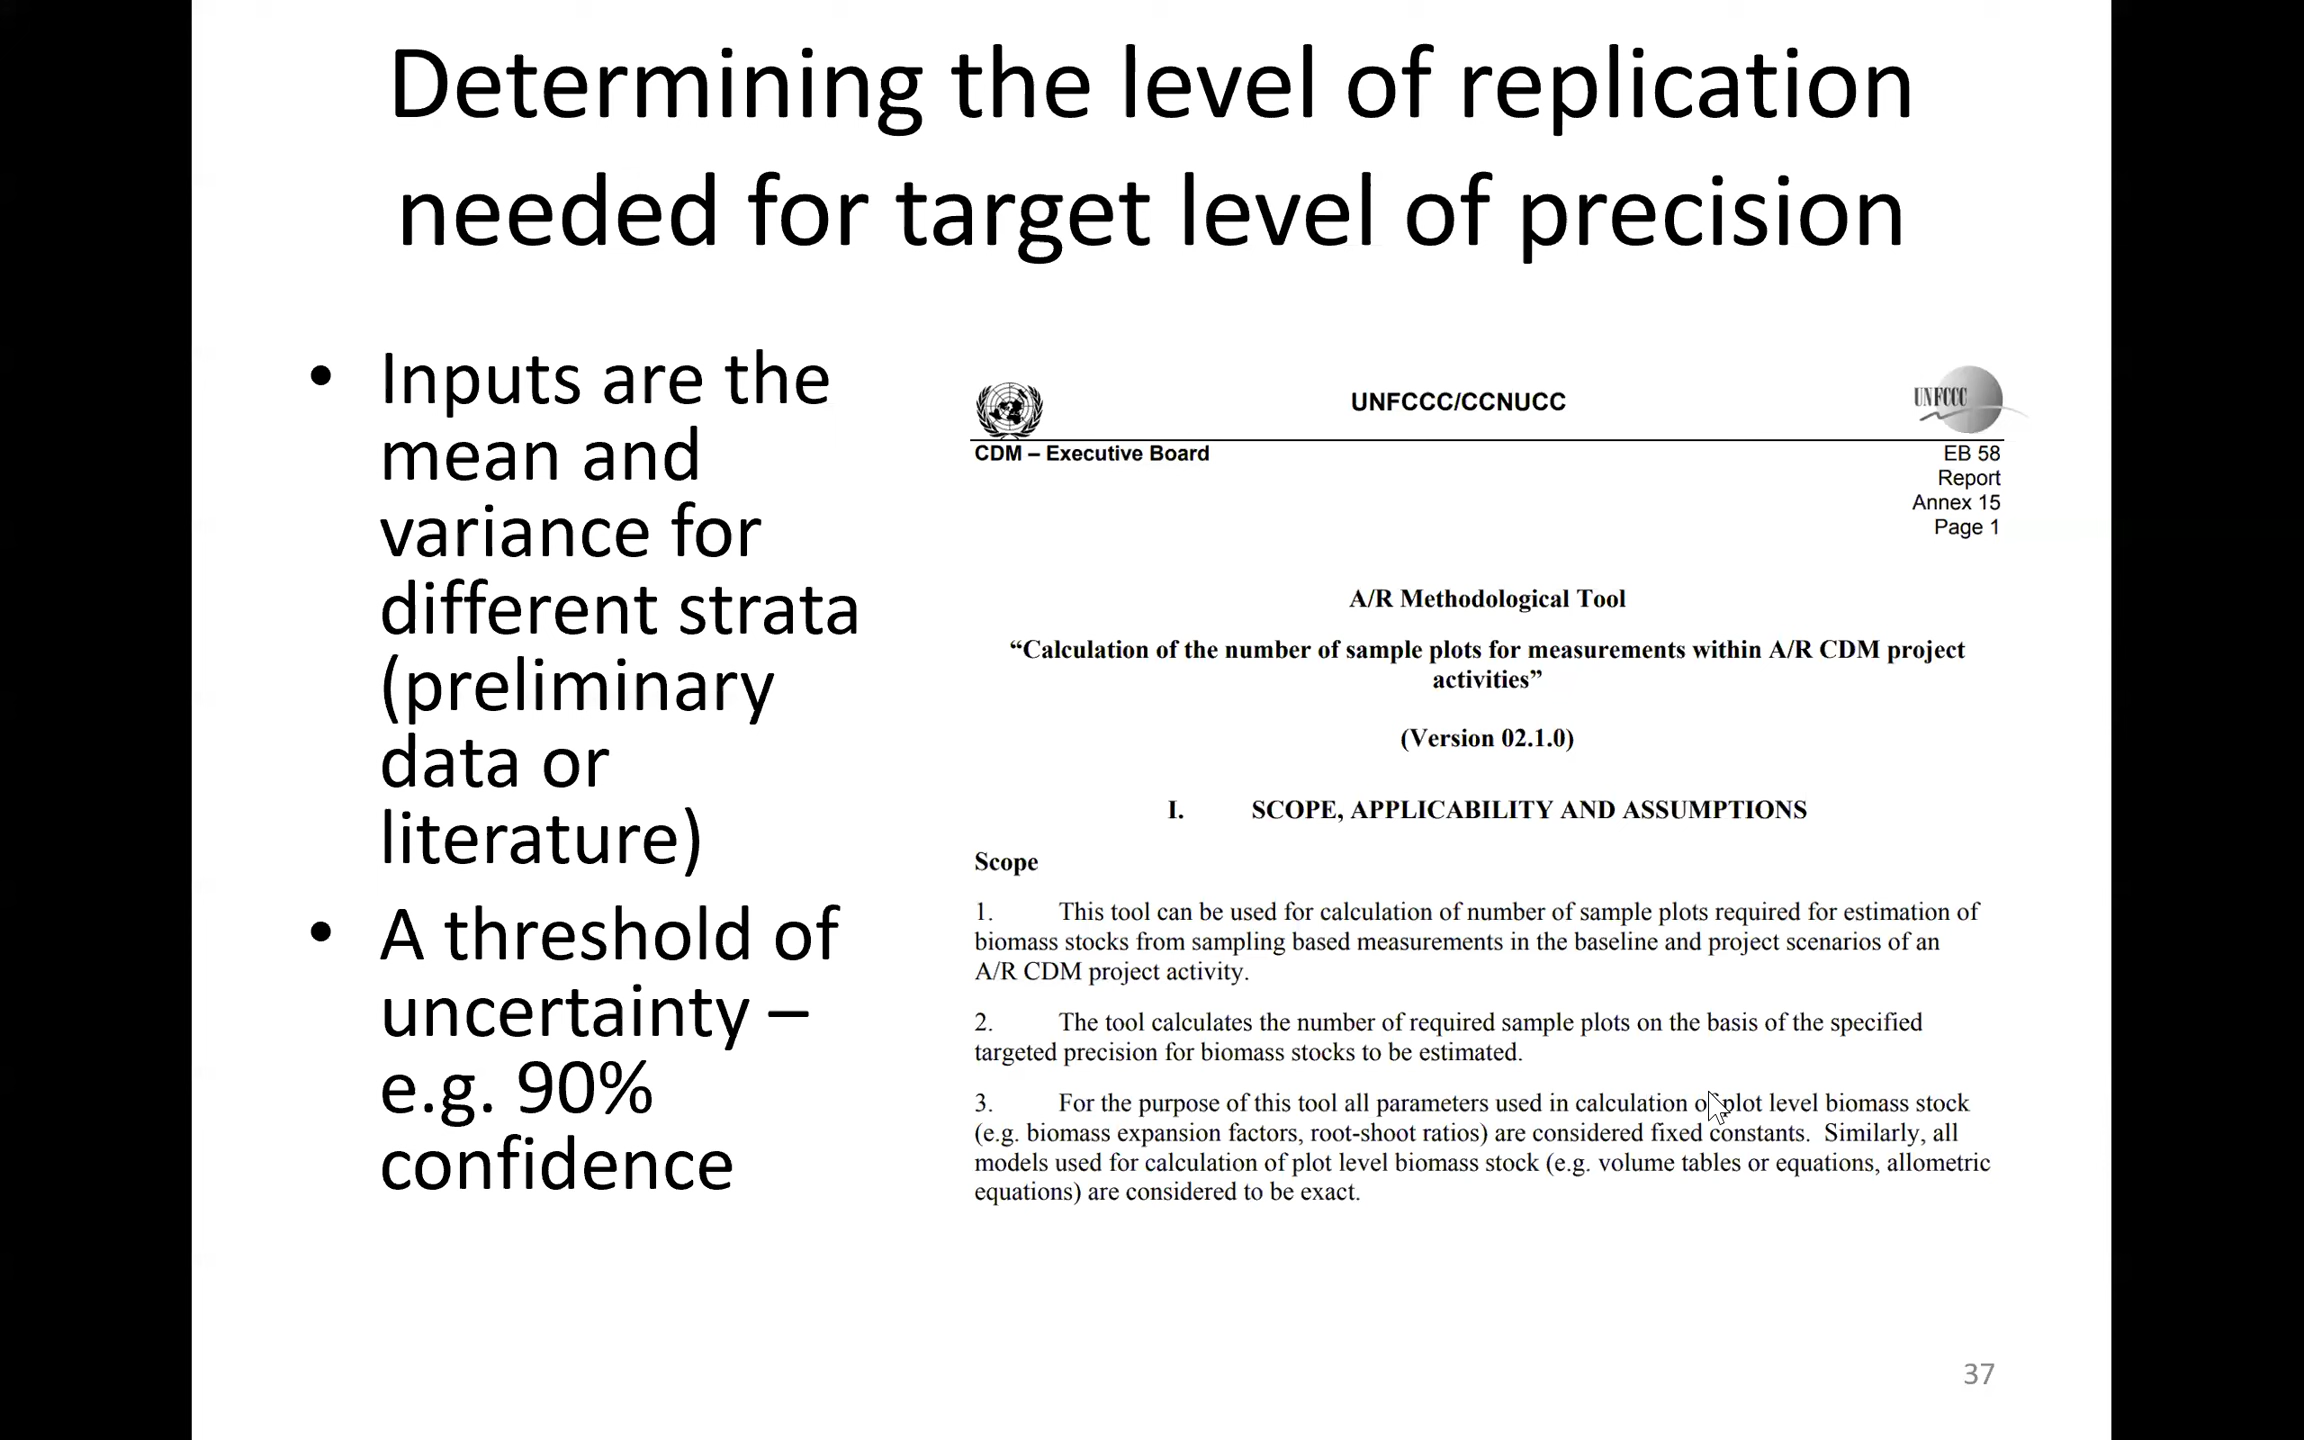 Determining the level of replication
needed for target level of precision
• Inputs are the
mean and
variance for
different strata
(preliminary
data or
literature)
• A threshold of
uncertainty –
e.g. 90%
confidence
UNFCCC/CCNUCC
UNFCCC
CDM – Executive Board
EB 58
Report
Annex 15
Page 1
A/R Methodological Tool
“Calculation of the number of sample plots for measurements within A/R CDM project
activities”
(Version 02.1.0)
I. SCOPE, APPLICABILITY AND ASSUMPTIONS
Scope
1. This tool can be used for calculation of number of sample plots required for estimation of
biomass stocks from sampling based measurements in the baseline and project scenarios of an
A/R CDM project activity.
2. The tool calculates the number of required sample plots on the basis of the specified
targeted precision for biomass stocks to be estimated.
3. For the purpose of this tool all parameters used in calculation of plot level biomass stock
(e.g. biomass expansion factors, root-shoot ratios) are considered fixed constants. Similarly, all
models used for calculation of plot level biomass stock (e.g. volume tables or equations, allometric
equations) are considered to be exact.
37